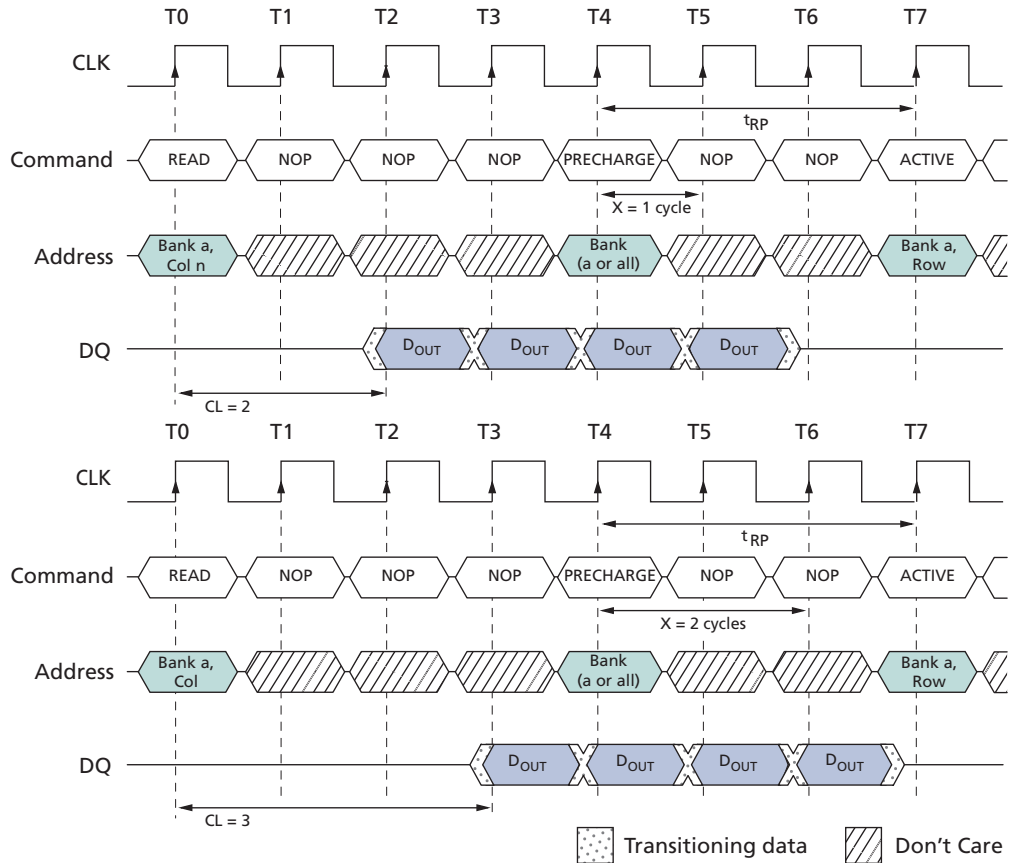 T0 T1 T2 T3 T4 T5 T6 T7
CLK
tRP
Command READ NOP NOP NOP PRECHARGE NOP NOP ACTIVE
X = 1 cycle
Address Bank a, Col n Bank (a or all) Bank a, Row
DQ DOUT DOUT DOUT DOUT
CL = 2
T0 T1 T2 T3 T4 T5 T6 T7
CLK
tRP
Command READ NOP NOP NOP PRECHARGE NOP NOP ACTIVE
X = 2 cycles
Address Bank a, Col Bank (a or all) Bank a, Row
DQ DOUT DOUT DOUT DOUT
CL = 3
Transitioning data Don't Care